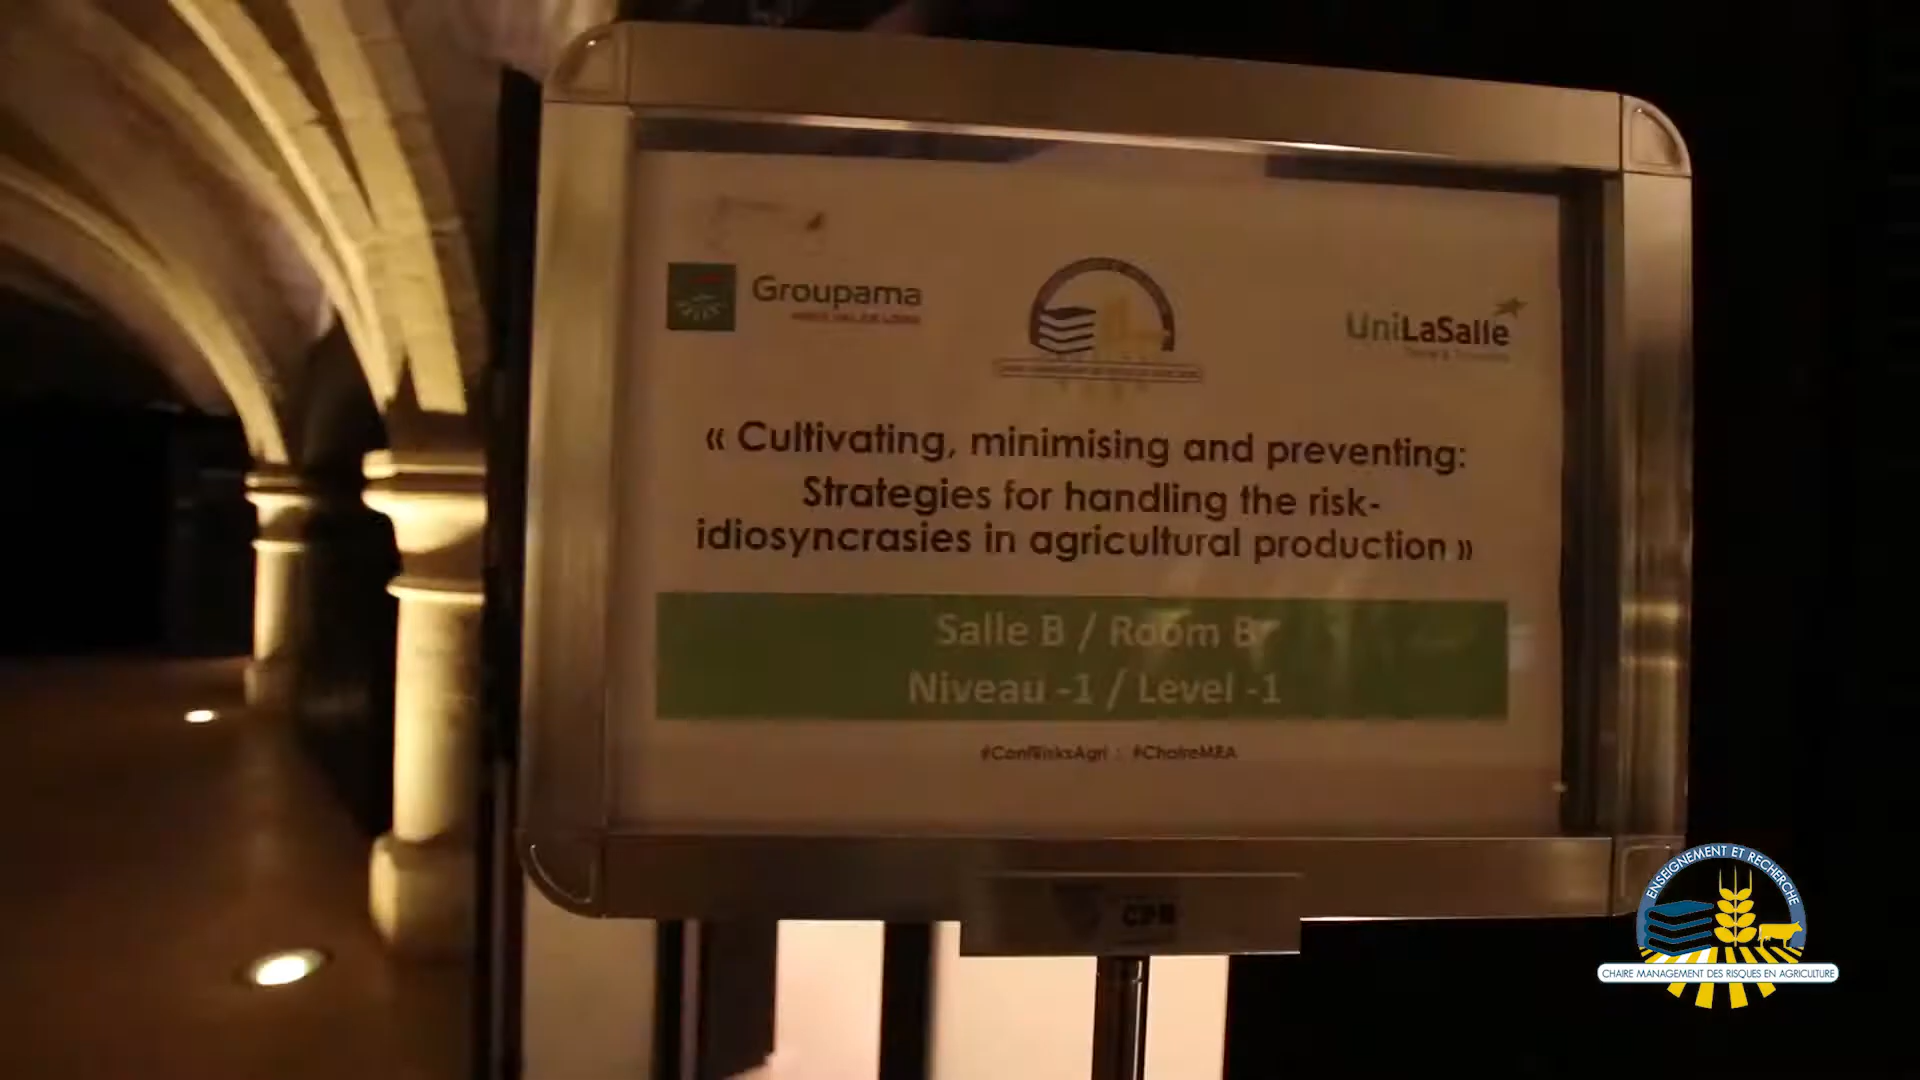 Groupama
UniLaSalle
« Cultivating, minimising and preventing:
Strategies for handling the risk-
idiosyncrasies in agricultural production »
Salle B / Room B
Niveau -1 / Level -1
#ConfRisksAgri : #ChaireMRA
ENSEIGNEMENT ET RECHERCHE
CHAIRE MANAGEMENT DES RISQUES EN AGRICULTURE